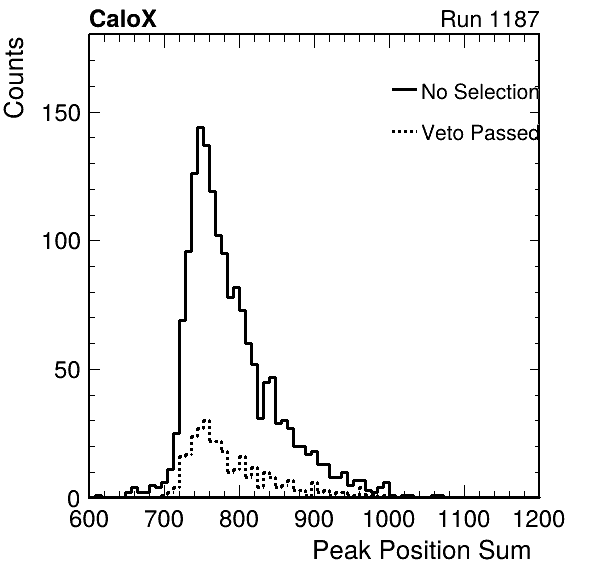 CaloX Run 1187
Counts
No Selection
Veto Passed
150
100
50
0
600 700 800 900 1000 1100 1200
Peak Position Sum